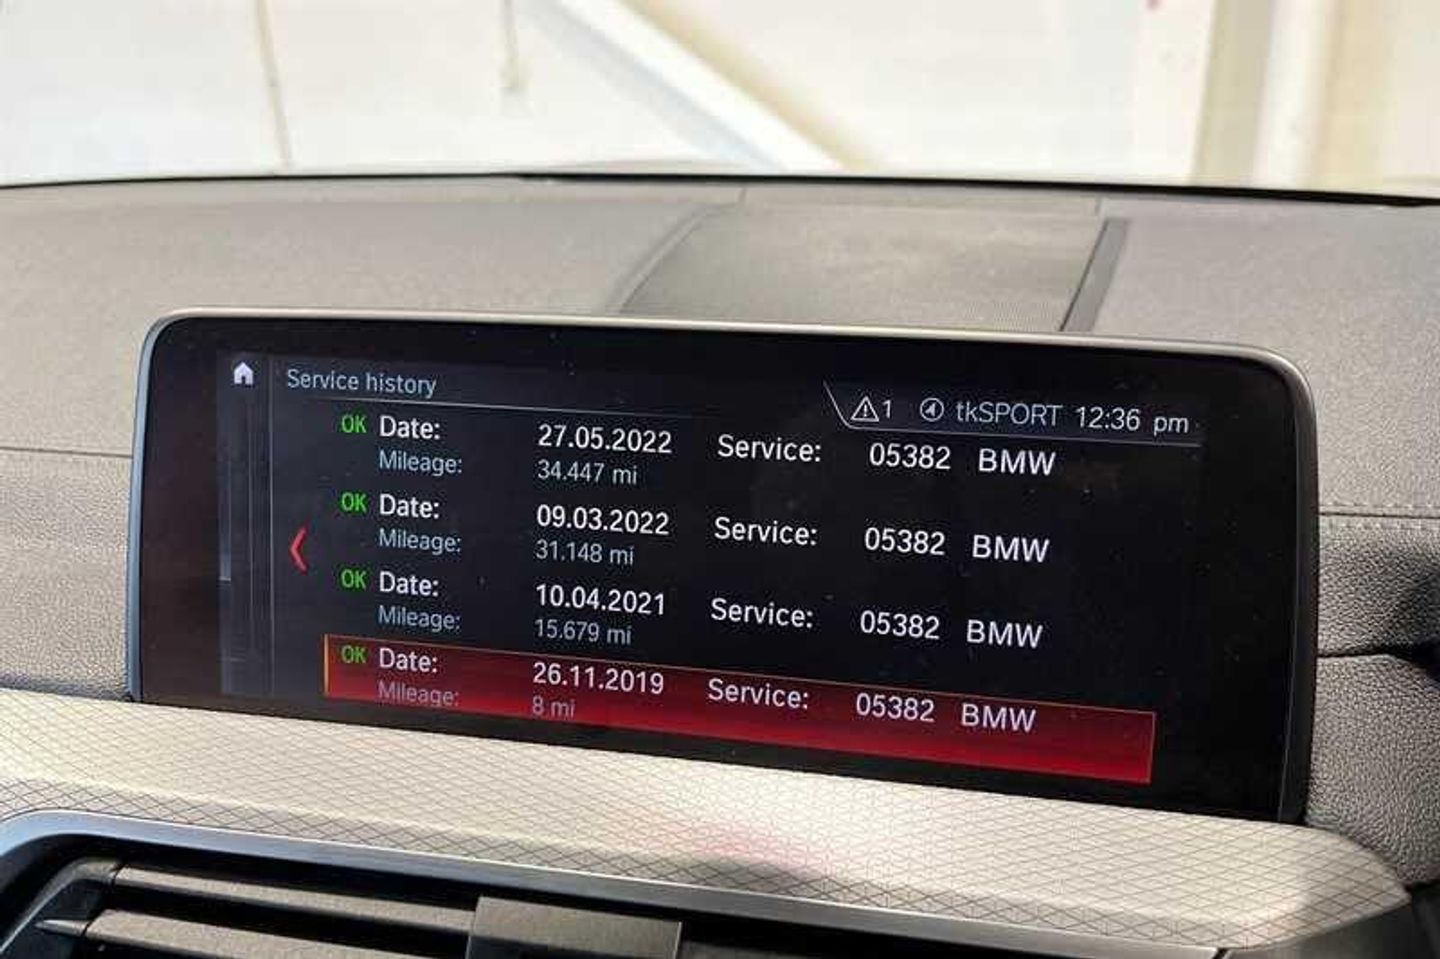 Service history
1 tkSPORT 12:36 pm
OK Date: 27.05.2022 Service: 05382 BMW
Mileage: 34.447 mi
OK Date: 09.03.2022 Service: 05382 BMW
Mileage: 31.148 mi
OK Date: 10.04.2021 Service: 05382 BMW
Mileage: 15.679 mi
OK Date: 26.11.2019 Service: 05382 BMW
Mileage: 8 mi